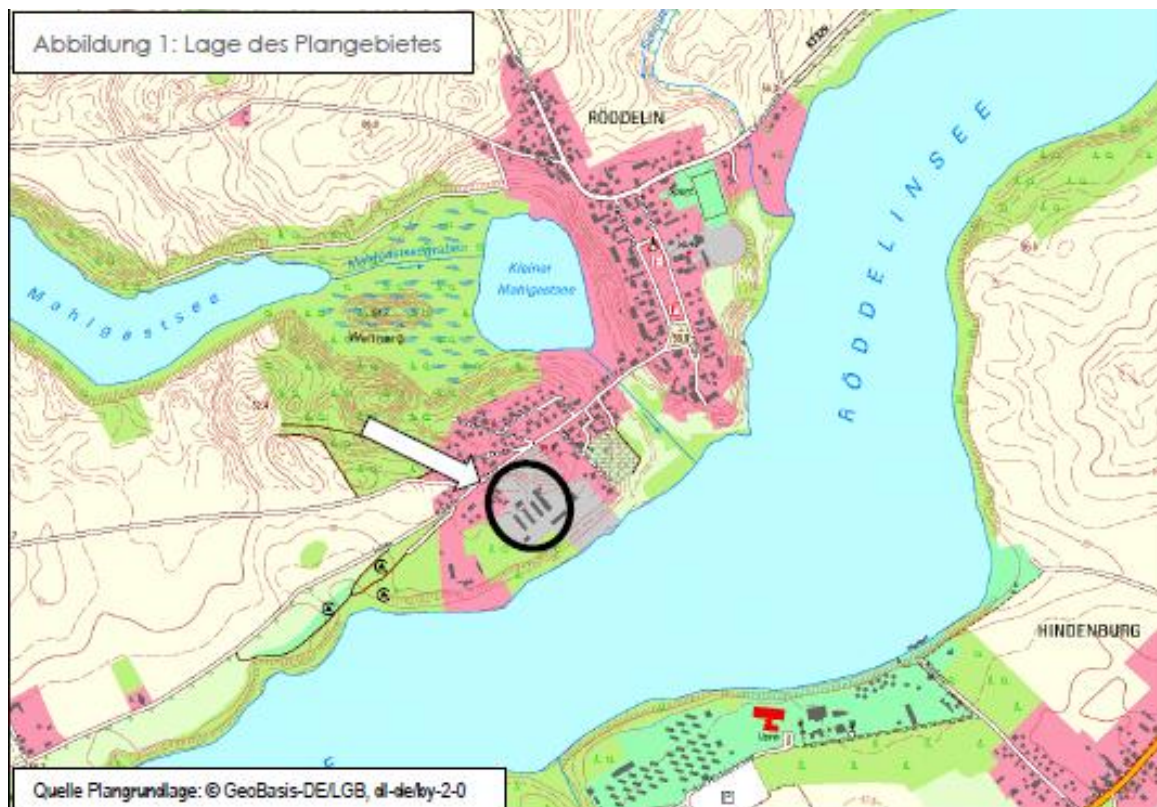 Abbildung 1: Lage des Plangebietes
RÖDDELIN
RÖDDELINSEE
Kleiner
Mahlgastsee
Mahlgastsee
HINDENBURG
P
Quelle Plangrundlage: © GeoBasis-DE/LGB, dl-de/by-2-0